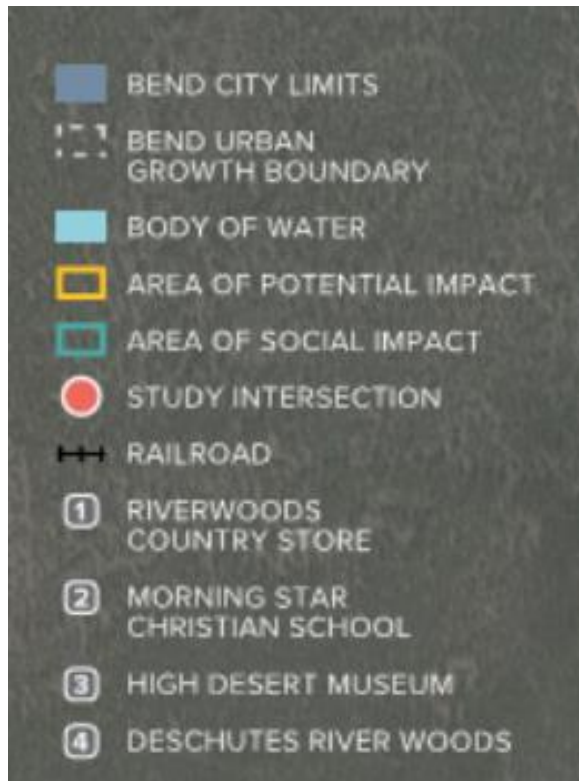 BEND CITY LIMITS
BEND URBAN
GROWTH BOUNDARY
BODY OF WATER
AREA OF POTENTIAL IMPACT
AREA OF SOCIAL IMPACT
STUDY INTERSECTION
RAILROAD
1 RIVERWOODS
COUNTRY STORE
2 MORNING STAR
CHRISTIAN SCHOOL
3 HIGH DESERT MUSEUM
4 DESCHUTES RIVER WOODS